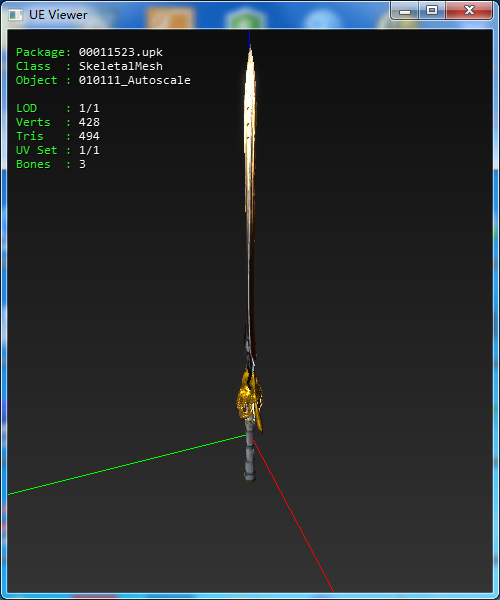 UE Viewer
Package: 00011523.upk
Class : SkeletalMesh
Object : 010111_Autoscale
LOD : 1/1
Verts : 428
Tris : 494
UV Set : 1/1
Bones : 3